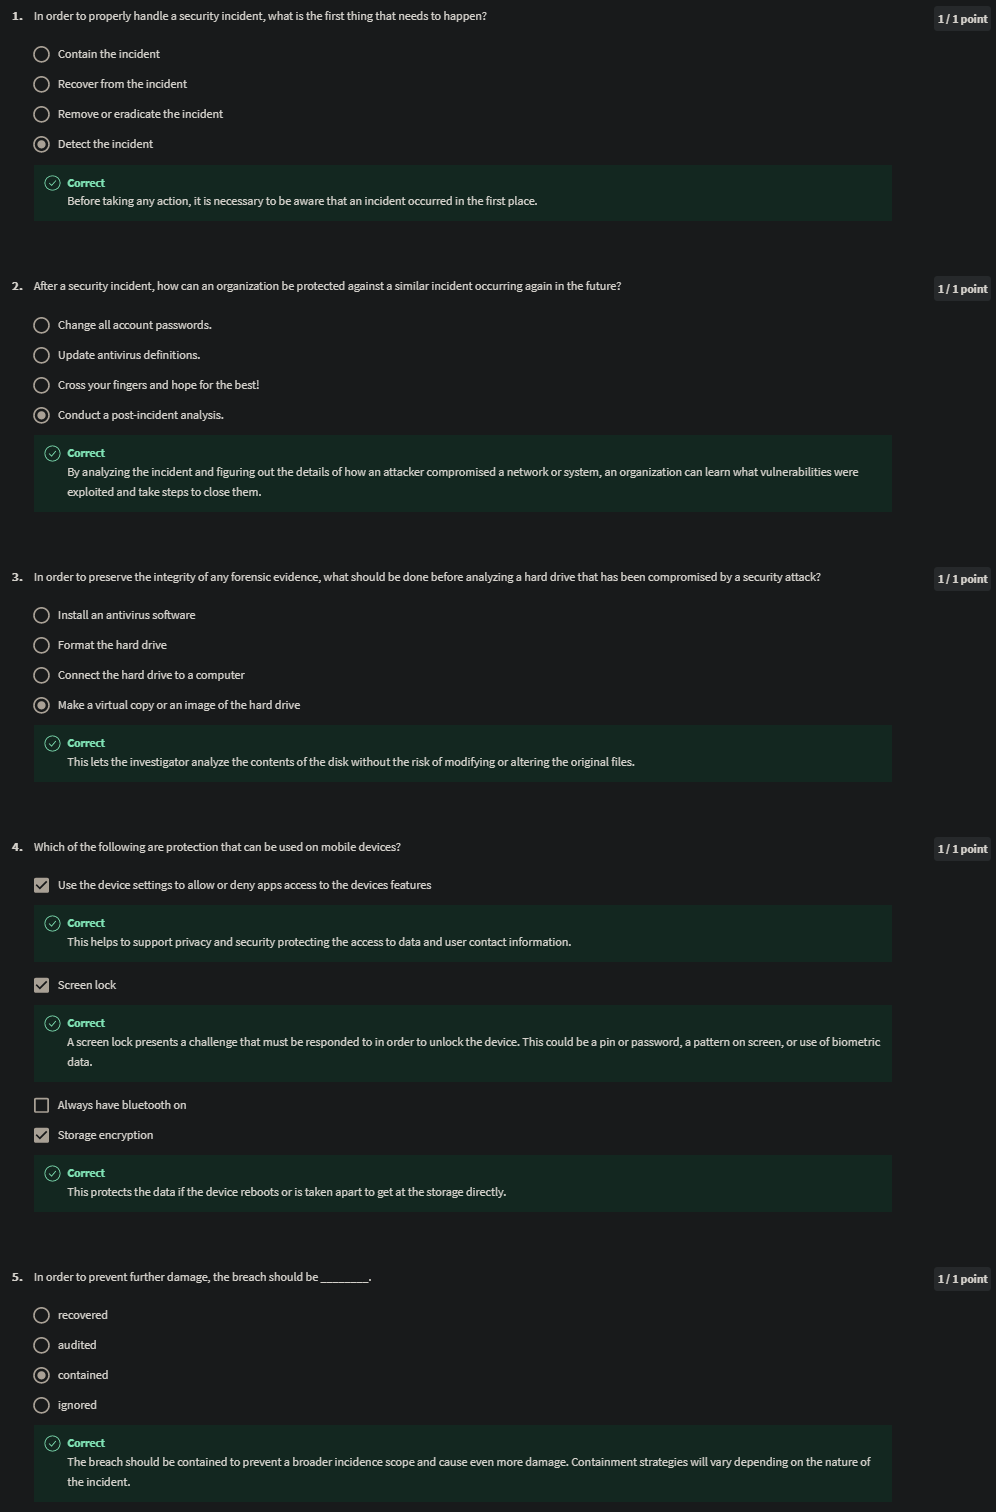 1. In order to properly handle a security incident, what is the first thing that needs to happen?
1 / 1 point
Contain the incident
Recover from the incident
Remove or eradicate the incident
Detect the incident
Correct
Before taking any action, it is necessary to be aware that an incident occurred in the first place.
2. After a security incident, how can an organization be protected against a similar incident occurring again in the future?
1 / 1 point
Change all account passwords.
Update antivirus definitions.
Cross your fingers and hope for the best!
Conduct a post-incident analysis.
Correct
By analyzing the incident and figuring out the details of how an attacker compromised a network or system, an organization can learn what vulnerabilities were
exploited and take steps to close them.
3. In order to preserve the integrity of any forensic evidence, what should be done before analyzing a hard drive that has been compromised by a security attack?
1 / 1 point
Install an antivirus software
Format the hard drive
Connect the hard drive to a computer
Make a virtual copy or an image of the hard drive
Correct
This lets the investigator analyze the contents of the disk without the risk of modifying or altering the original files.
4. Which of the following are protection that can be used on mobile devices?
1 / 1 point
Use the device settings to allow or deny apps access to the devices features
Correct
This helps to support privacy and security protecting the access to data and user contact information.
Screen lock
Correct
A screen lock presents a challenge that must be responded to in order to unlock the device. This could be a pin or password, a pattern on screen, or use of biometric
data.
Always have bluetooth on
Storage encryption
Correct
This protects the data if the device reboots or is taken apart to get at the storage directly.
5. In order to prevent further damage, the breach should be ________.
1 / 1 point
recovered
audited
contained
ignored
Correct
The breach should be contained to prevent a broader incidence scope and cause even more damage. Containment strategies will vary depending on the nature of
the incident.